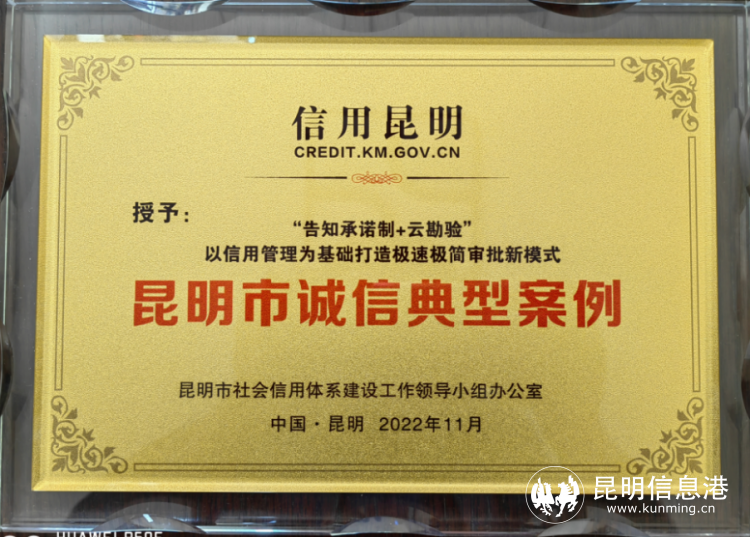 信用昆明
CREDIT.KM.GOV.CN
授予：
“告知承诺制+云勘验”
以信用管理为基础打造极速极简审批新模式
昆明市诚信典型案例
昆明市社会信用体系建设工作领导小组办公室
中国·昆明 2022年11月
昆明信息港
www.kunming.cn